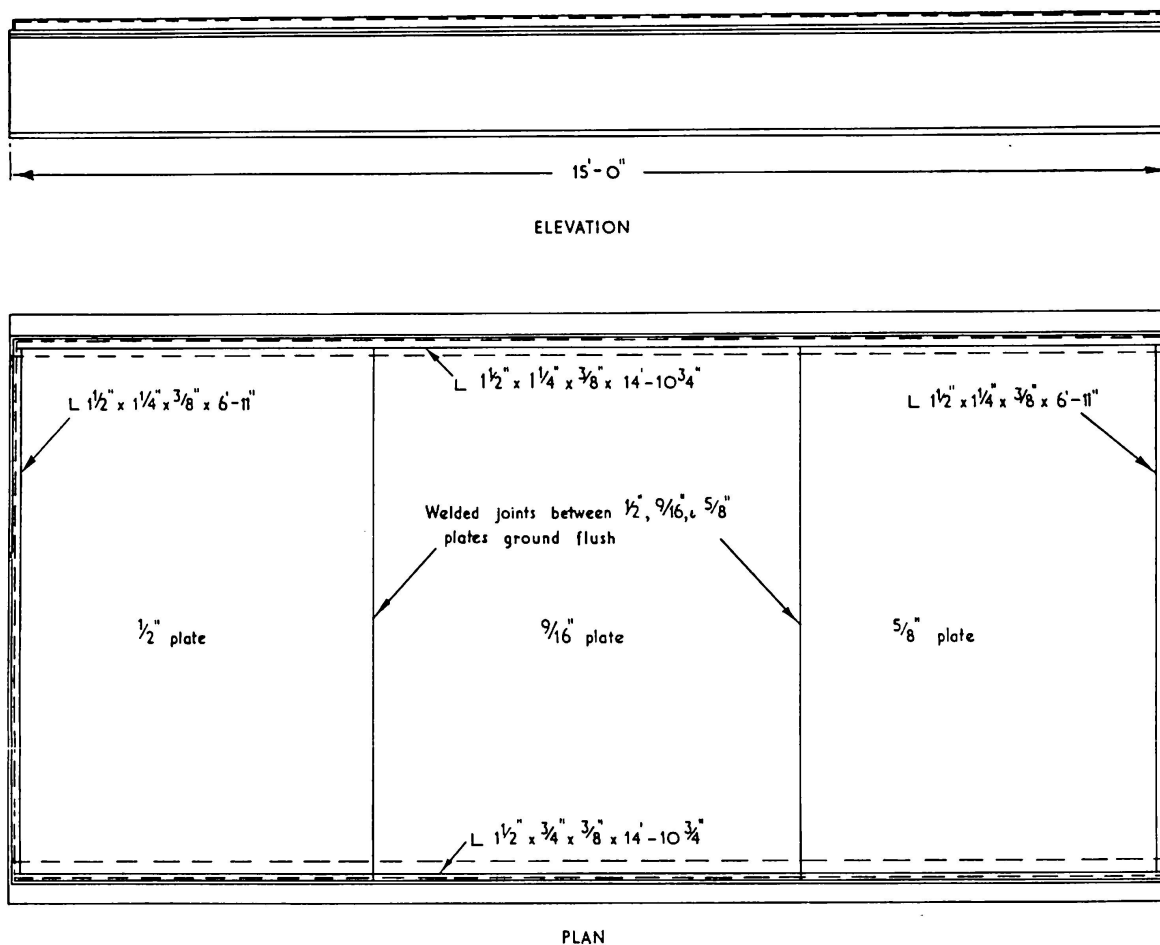 15'-0"
ELEVATION
L 1½" x 1¼" x ⅜" x 14'-10¾"
L 1½" x 1¼" x ⅜" x 6'-11"
L 1½" x 1¼" x ⅜" x 6'-11"
Welded joints between ½", 9/16", & ⅝"
plates ground flush
½" plate
9/16" plate
⅝" plate
L 1½" x ¾" x ⅜" x 14'-10¾"
PLAN